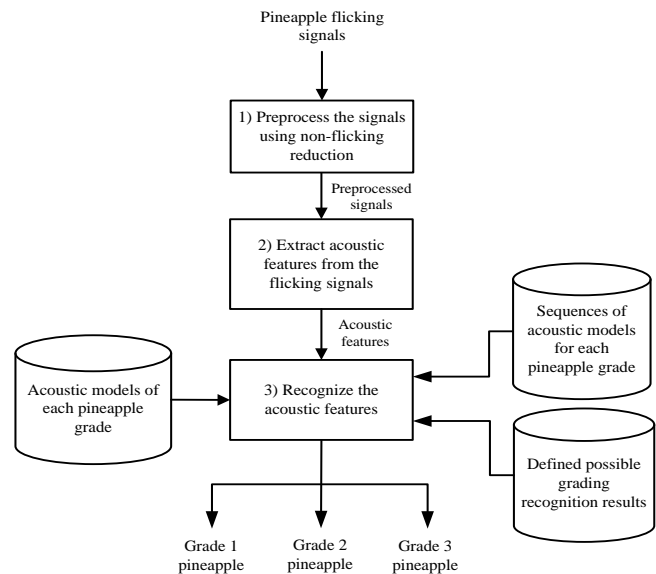 Pineapple flicking
signals
1) Preprocess the signals
using non-flicking
reduction
Preprocessed
signals
2) Extract acoustic
features from the
flicking signals
Acoustic
features
Sequences of
acoustic models
for each
pineapple grade
Acoustic models of
each pineapple
grade
3) Recognize the
acoustic features
Defined possible
grading
recognition results
Grade 1
pineapple
Grade 2
pineapple
Grade 3
pineapple